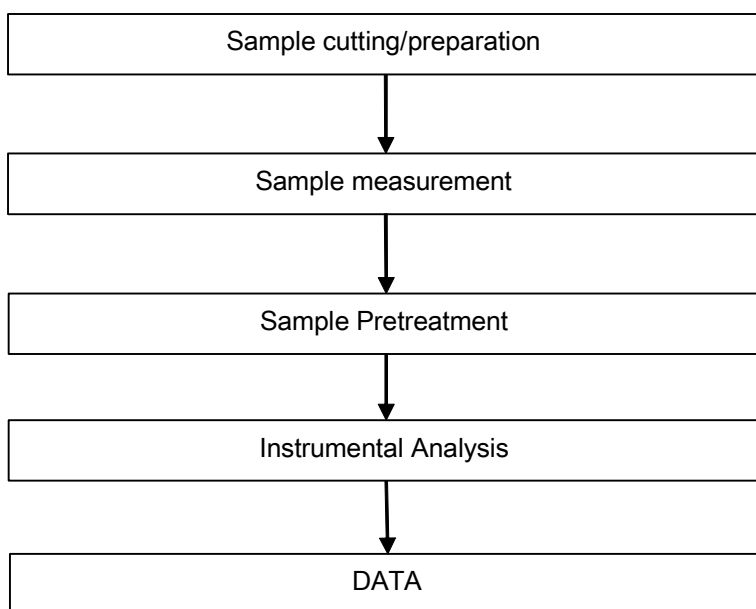 Sample cutting/preparation
Sample measurement
Sample Pretreatment
Instrumental Analysis
DATA